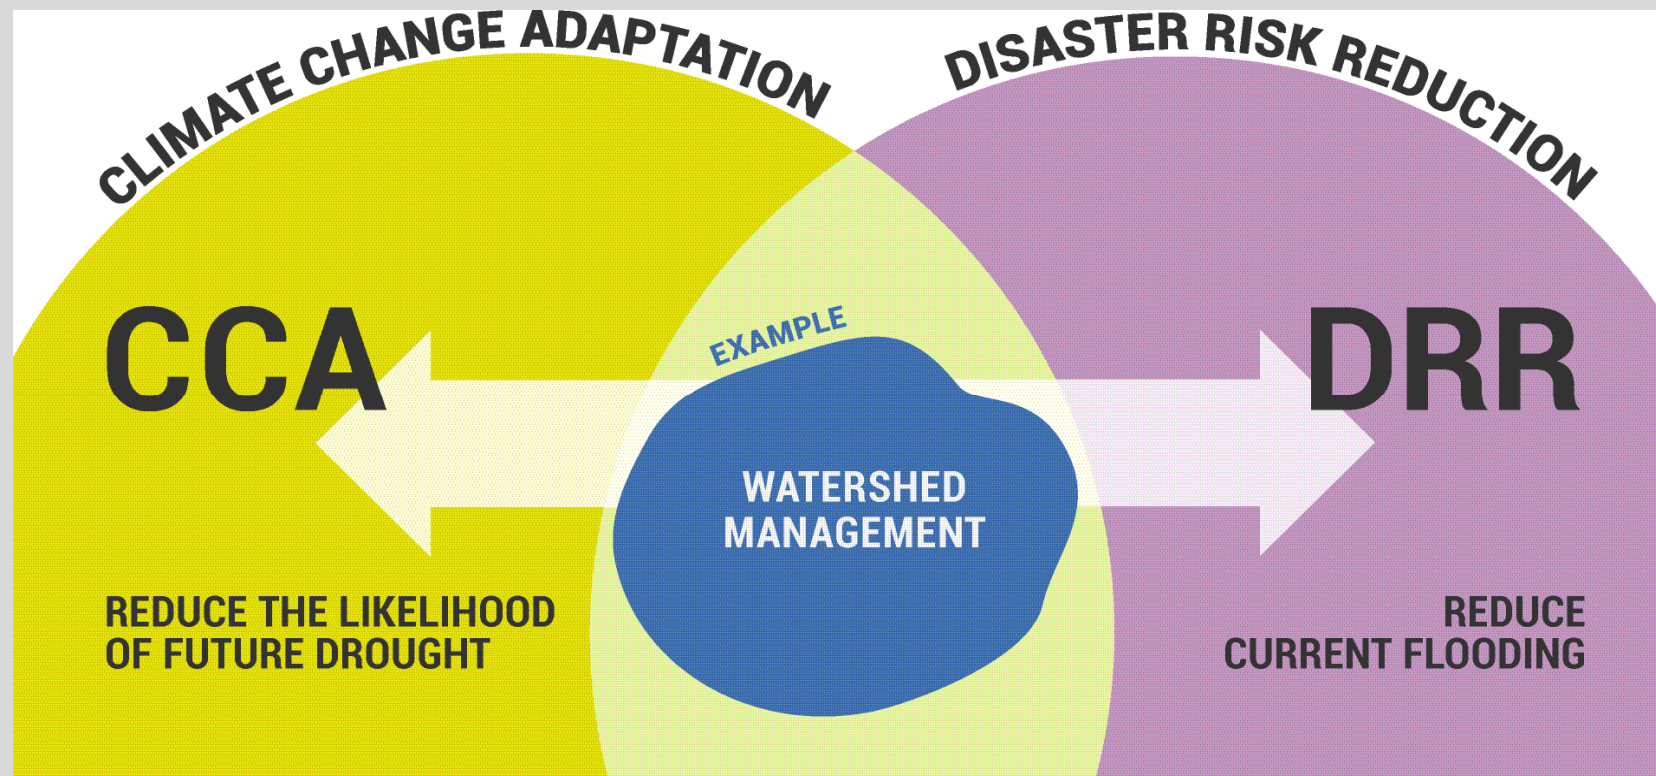 CLIMATE CHANGE ADAPTATION
DISASTER RISK REDUCTION
CCA
DRR
EXAMPLE
WATERSHED
MANAGEMENT
REDUCE THE LIKELIHOOD
OF FUTURE DROUGHT
REDUCE
CURRENT FLOODING